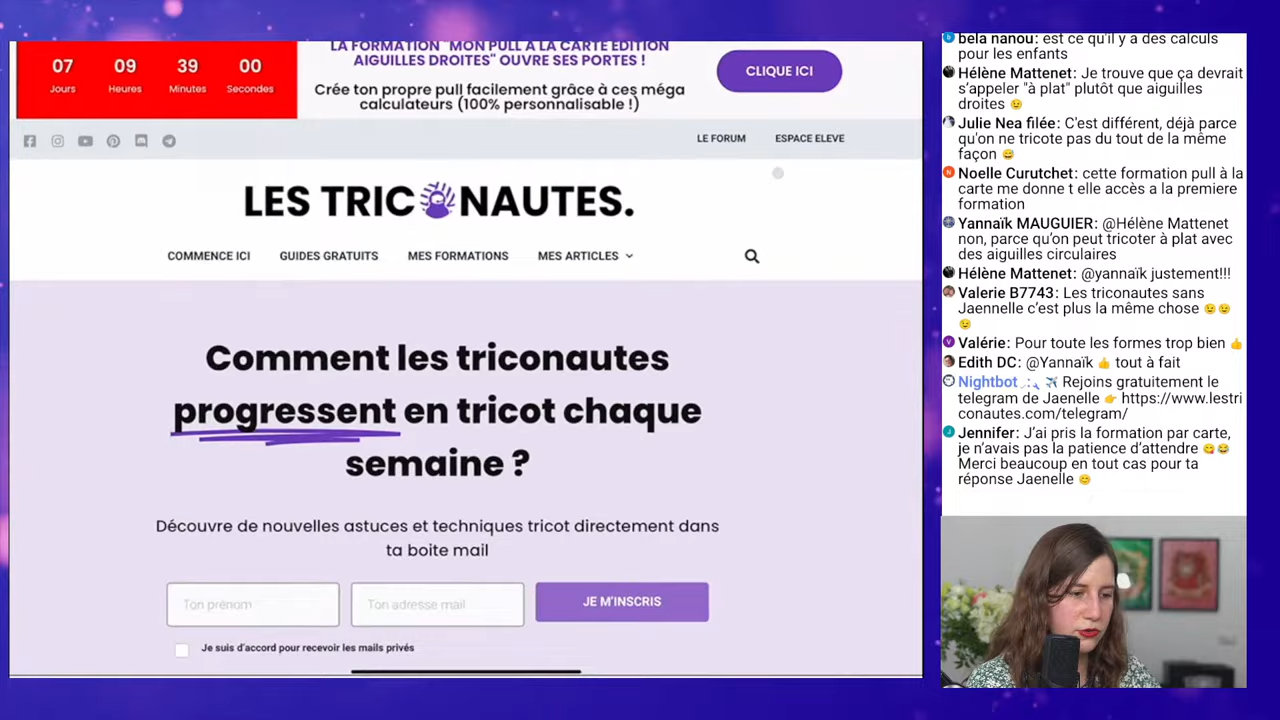 07
09
39
00
Jours
Heures
Minutes
Secondes
LA FORMATION "MON PULL À LA CARTE ÉDITION
AIGUILLES DROITES" OUVRE SES PORTES !
Crée ton propre pull facilement grâce à ces méga
calculateurs (100% personnalisable !)
CLIQUE ICI
LE FORUM
ESPACE ELEVE
LES TRICONAUTES.
COMMENCE ICI
GUIDES GRATUITS
MES FORMATIONS
MES ARTICLES
Comment les triconautes
progressent en tricot chaque
semaine ?
Découvre de nouvelles astuces et techniques tricot directement dans
ta boite mail
Ton prénom
Ton adresse mail
JE M'INSCRIS
Je suis d'accord pour recevoir les mails privés
bela nanou: est ce qu'il y a des calculs
pour les enfants
Hélène Mattenet: Je trouve que ça devrait
s'appeler "à plat" plutôt que aiguilles
droites 😉
Julie Nea filée: C'est différent, déjà parce
qu'on ne tricote pas du tout de la même
façon 😅
Noelle Curutchet: cette formation pull à la
carte me donne t elle accès a la premiere
formation
Yannaïk MAUGUIER: @Hélène Mattenet
non, parce qu'on peut tricoter à plat avec
des aiguilles circulaires
Hélène Mattenet: @yannaïk justement!!!
Valerie B7743: Les triconautes sans
Jaennelle c'est plus la même chose 😉😉
😉
Valérie: Pour toute les formes trop bien 👍
Edith DC: @Yannaïk 👍 tout à fait
Nightbot ✈️ Rejoins gratuitement le
telegram de Jaenelle 👉 https://www.lestri
conautes.com/telegram/
Jennifer: J'ai pris la formation par carte,
je n'avais pas la patience d'attendre 😋😂
Merci beaucoup en tout cas pour ta
réponse Jaenelle 😊